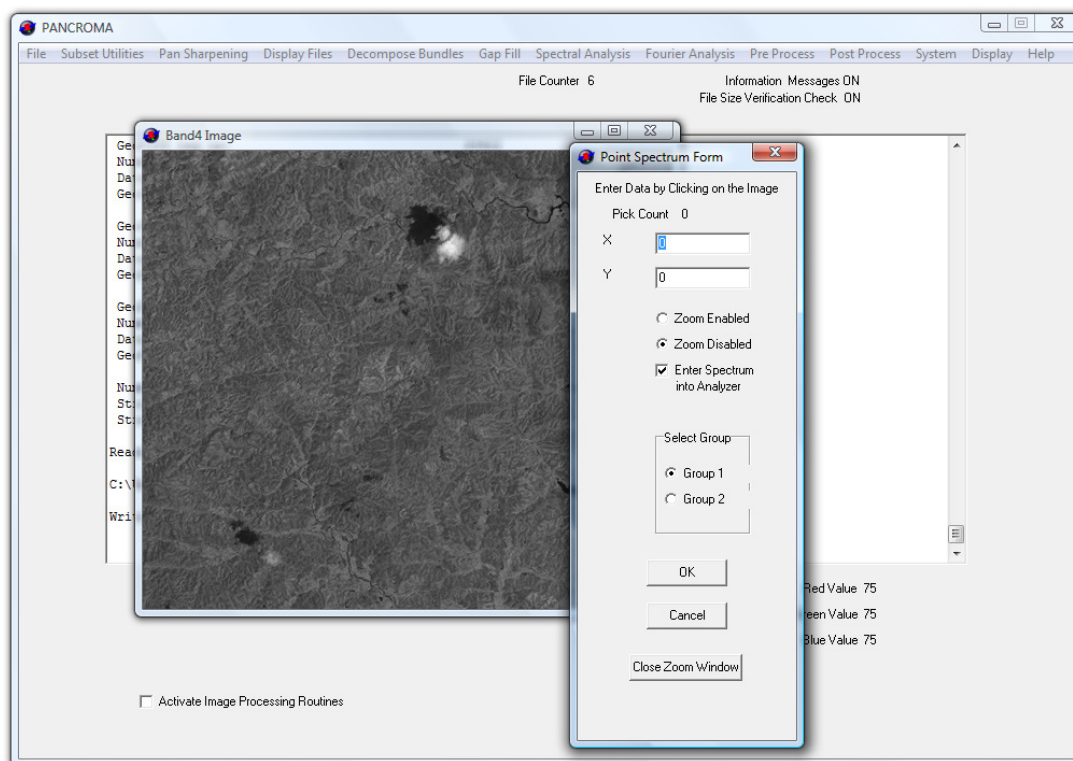 PANCROMA
File Subset Utilities Pan Sharpening Display Files Decompose Bundles Gap Fill Spectral Analysis Fourier Analysis Pre Process Post Process System Display Help
File Counter 6
Information Messages ON
File Size Verification Check ON
Band4 Image
Point Spectrum Form
Enter Data by Clicking on the Image
Pick Count 0
X 0
Y 0
Zoom Enabled
Zoom Disabled
Enter Spectrum
into Analyzer
Select Group
Group 1
Group 2
OK
Cancel
Close Zoom Window
Red Value 75
Value 75
Blue Value 75
Activate Image Processing Routines